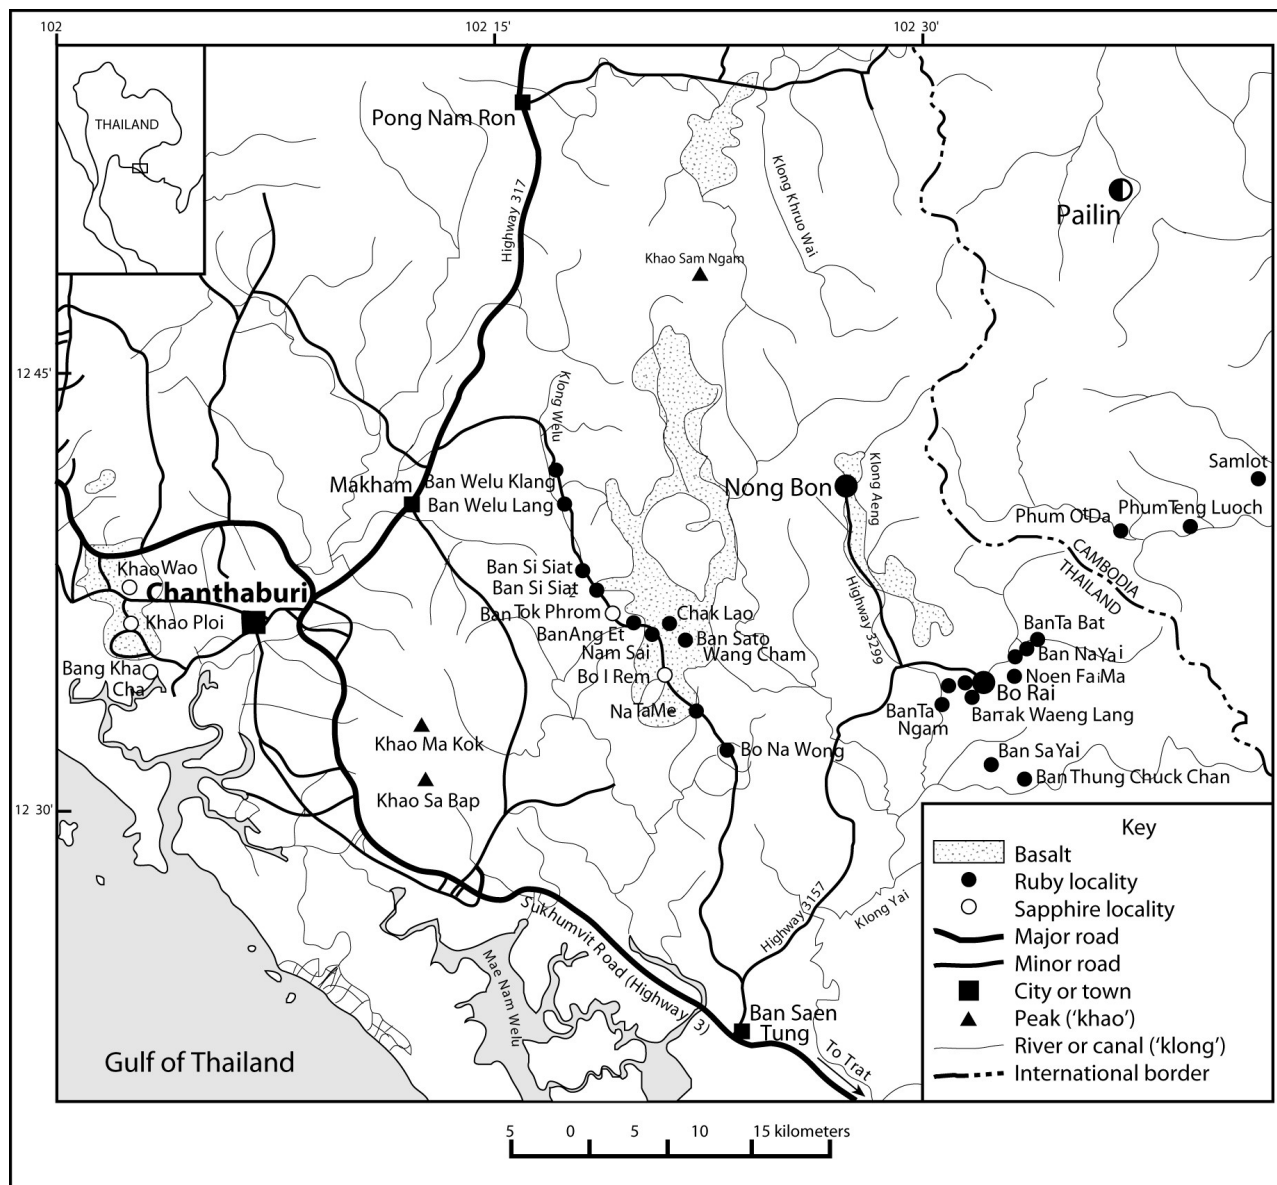 102
102 15'
102 30'
THAILAND
Pong Nam Ron
Highway 317
Klong Khruo Wai
Pailin
Khao Sam Ngam
12 45'
Klong Welu
Samlot
Makham
Ban Welu Klang
Ban Welu Lang
Nong Bon
Klong Aeng
Phum Ot Da
Phum Teng Luoch
CAMBODIA
THAILAND
Khao Wao
Chanthaburi
Khao Ploi
Bang Kha
Cha
Ban Si Siat
Ban Si Siat
2
Ban Tok Phrom
Ban Ang Et
Nam Sai
Bo I Rem
Chak Lao
Ban Sato
Wang Cham
Na Ta Me
Bo Na Wong
Highway 3299
Ban Ta Bat
Ban Na Yai
Noen Fai Ma
Bo Rai
Ban Ta
Ngam
Barrak Waeng Lang
Ban Sa Yai
Ban Thung Chuck Chan
Khao Ma Kok
Khao Sa Bap
12 30'
Highway 3157
Klong Yai
Sukhumvit Road (Highway 3)
Mae Nam Welu
Ban Saen
Tung
To Trat
Gulf of Thailand
Key
Basalt
Ruby locality
Sapphire locality
Major road
Minor road
City or town
Peak ('khao')
River or canal ('klong')
International border
5 0 5 10 15 kilometers